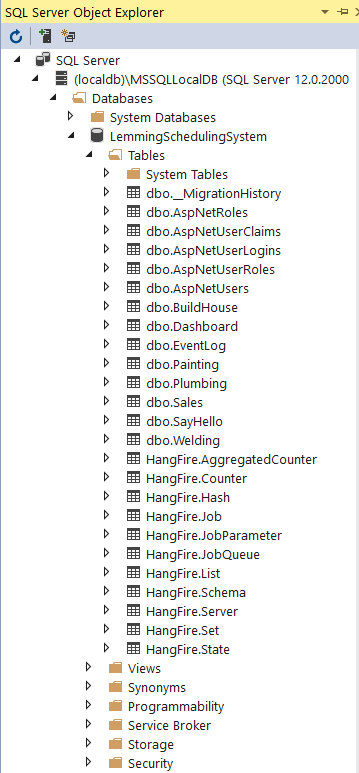 SQL Server Object Explorer
SQL Server
(localdb)\MSSQLLocalDB (SQL Server 12.0.2000
Databases
System Databases
LemmingSchedulingSystem
Tables
System Tables
dbo.__MigrationHistory
dbo.AspNetRoles
dbo.AspNetUserClaims
dbo.AspNetUserLogins
dbo.AspNetUserRoles
dbo.AspNetUsers
dbo.BuildHouse
dbo.Dashboard
dbo.EventLog
dbo.Painting
dbo.Plumbing
dbo.Sales
dbo.SayHello
dbo.Welding
HangFire.AggregatedCounter
HangFire.Counter
HangFire.Hash
HangFire.Job
HangFire.JobParameter
HangFire.JobQueue
HangFire.List
HangFire.Schema
HangFire.Server
HangFire.Set
HangFire.State
Views
Synonyms
Programmability
Service Broker
Storage
Security